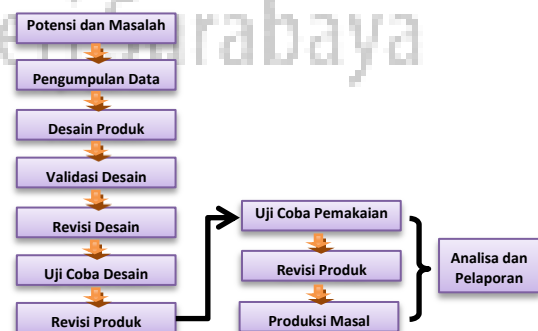 Potensi dan Masalah
Pengumpulan Data
Desain Produk
Validasi Desain
Revisi Desain
Uji Coba Desain
Revisi Produk
Uji Coba Pemakaian
Revisi Produk
Produksi Masal
Analisa dan
Pelaporan